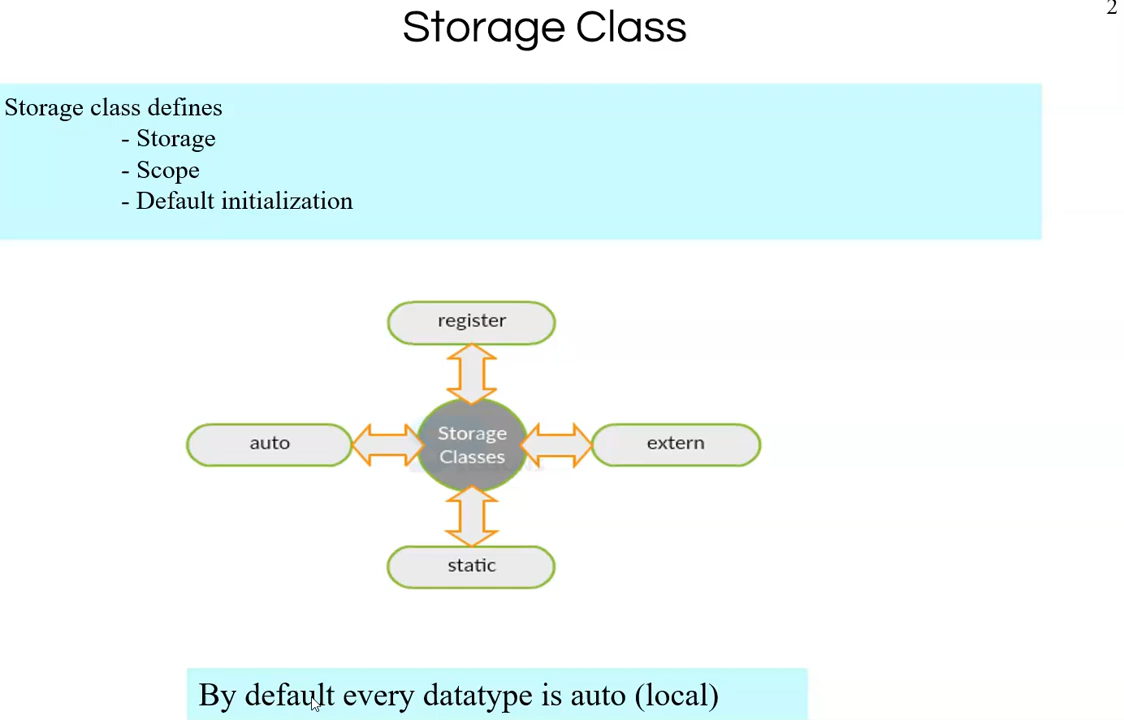 2
Storage Class
Storage class defines
- Storage
- Scope
- Default initialization
register
auto
Storage
Classes
extern
static
By default every datatype is auto (local)